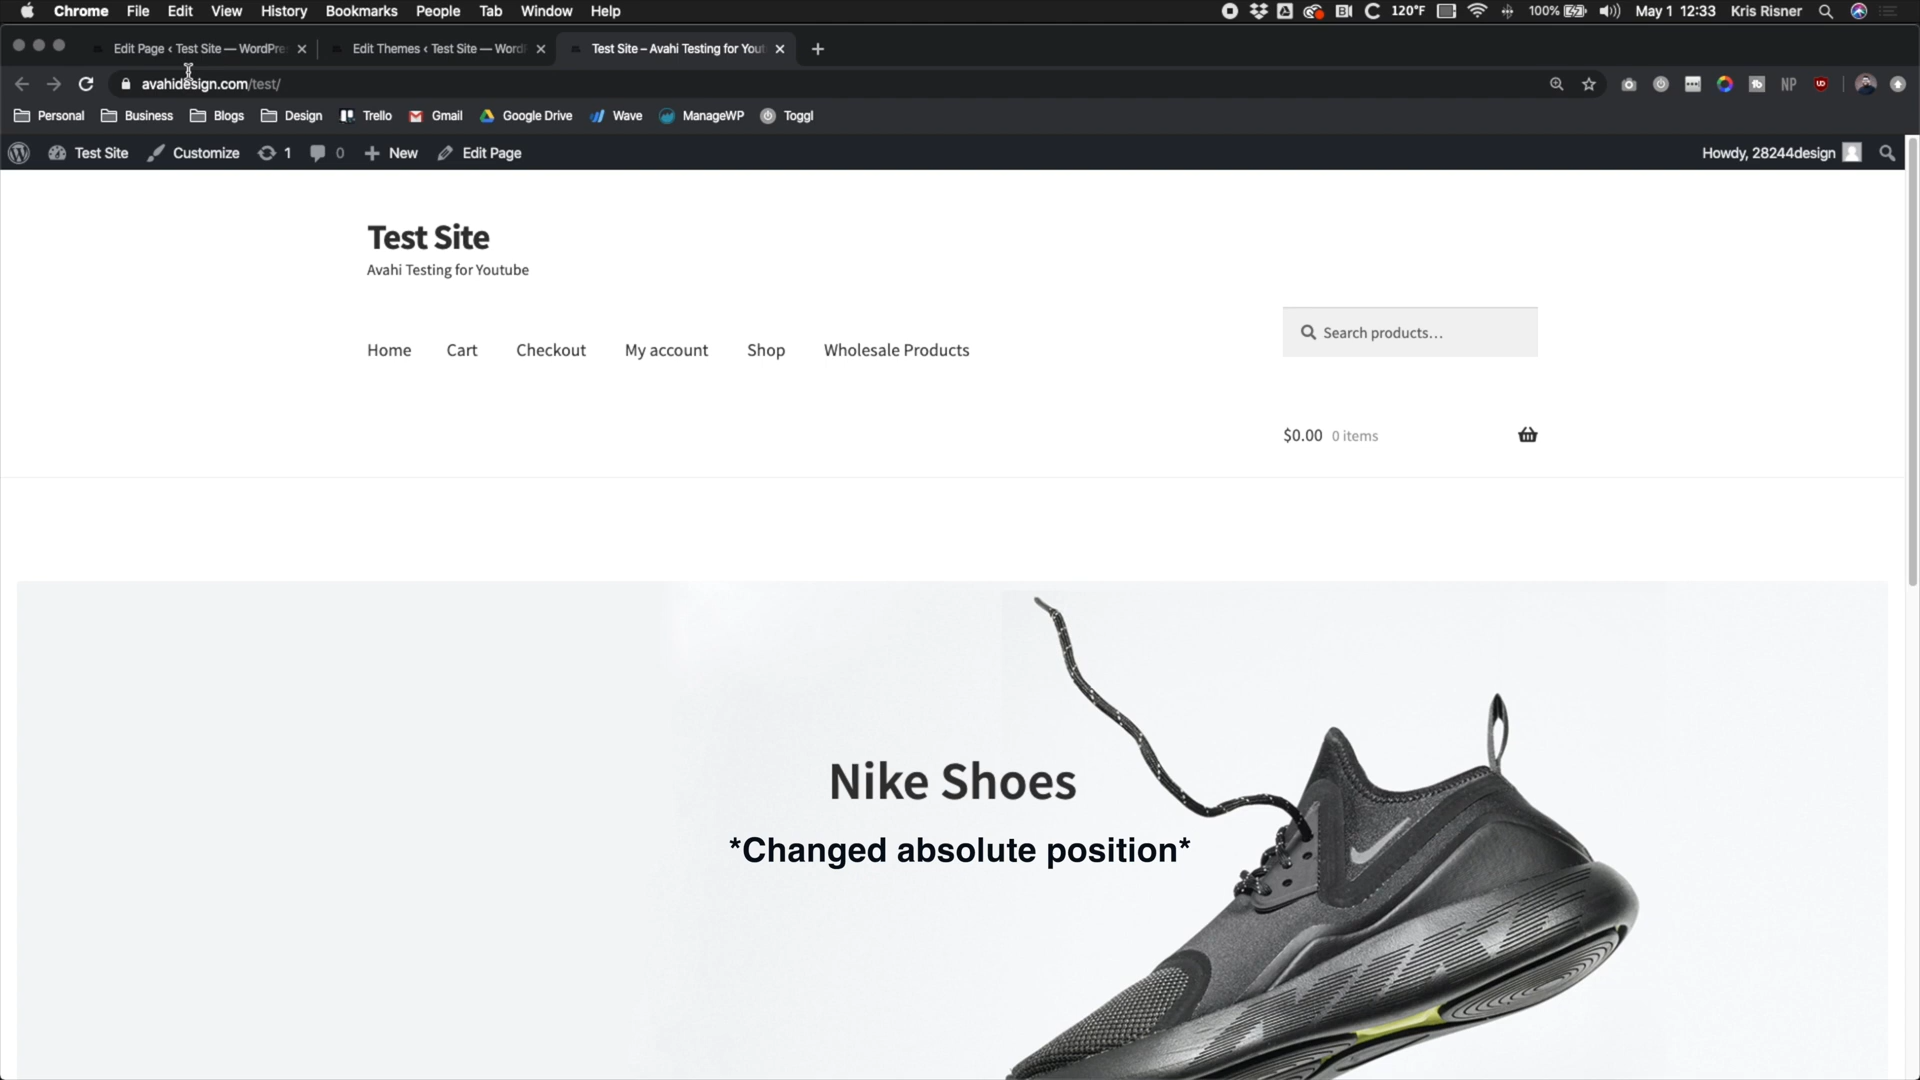 Chrome File Edit View History Bookmarks People Tab Window Help 120°F 100% May 1 12:33 Kris Risner
Edit Page ‹ Test Site — WordPre Edit Themes ‹ Test Site — Word Test Site – Avahi Testing for Yout
avahidesign.com/test/ NP
Personal Business Blogs Design Trello Gmail Google Drive Wave ManageWP Toggl
Test Site Customize 1 0 New Edit Page Howdy, 28244design
Test Site
Avahi Testing for Youtube
Search products…
Home Cart Checkout My account Shop Wholesale Products
$0.00 0 items
Nike Shoes
*Changed absolute position*